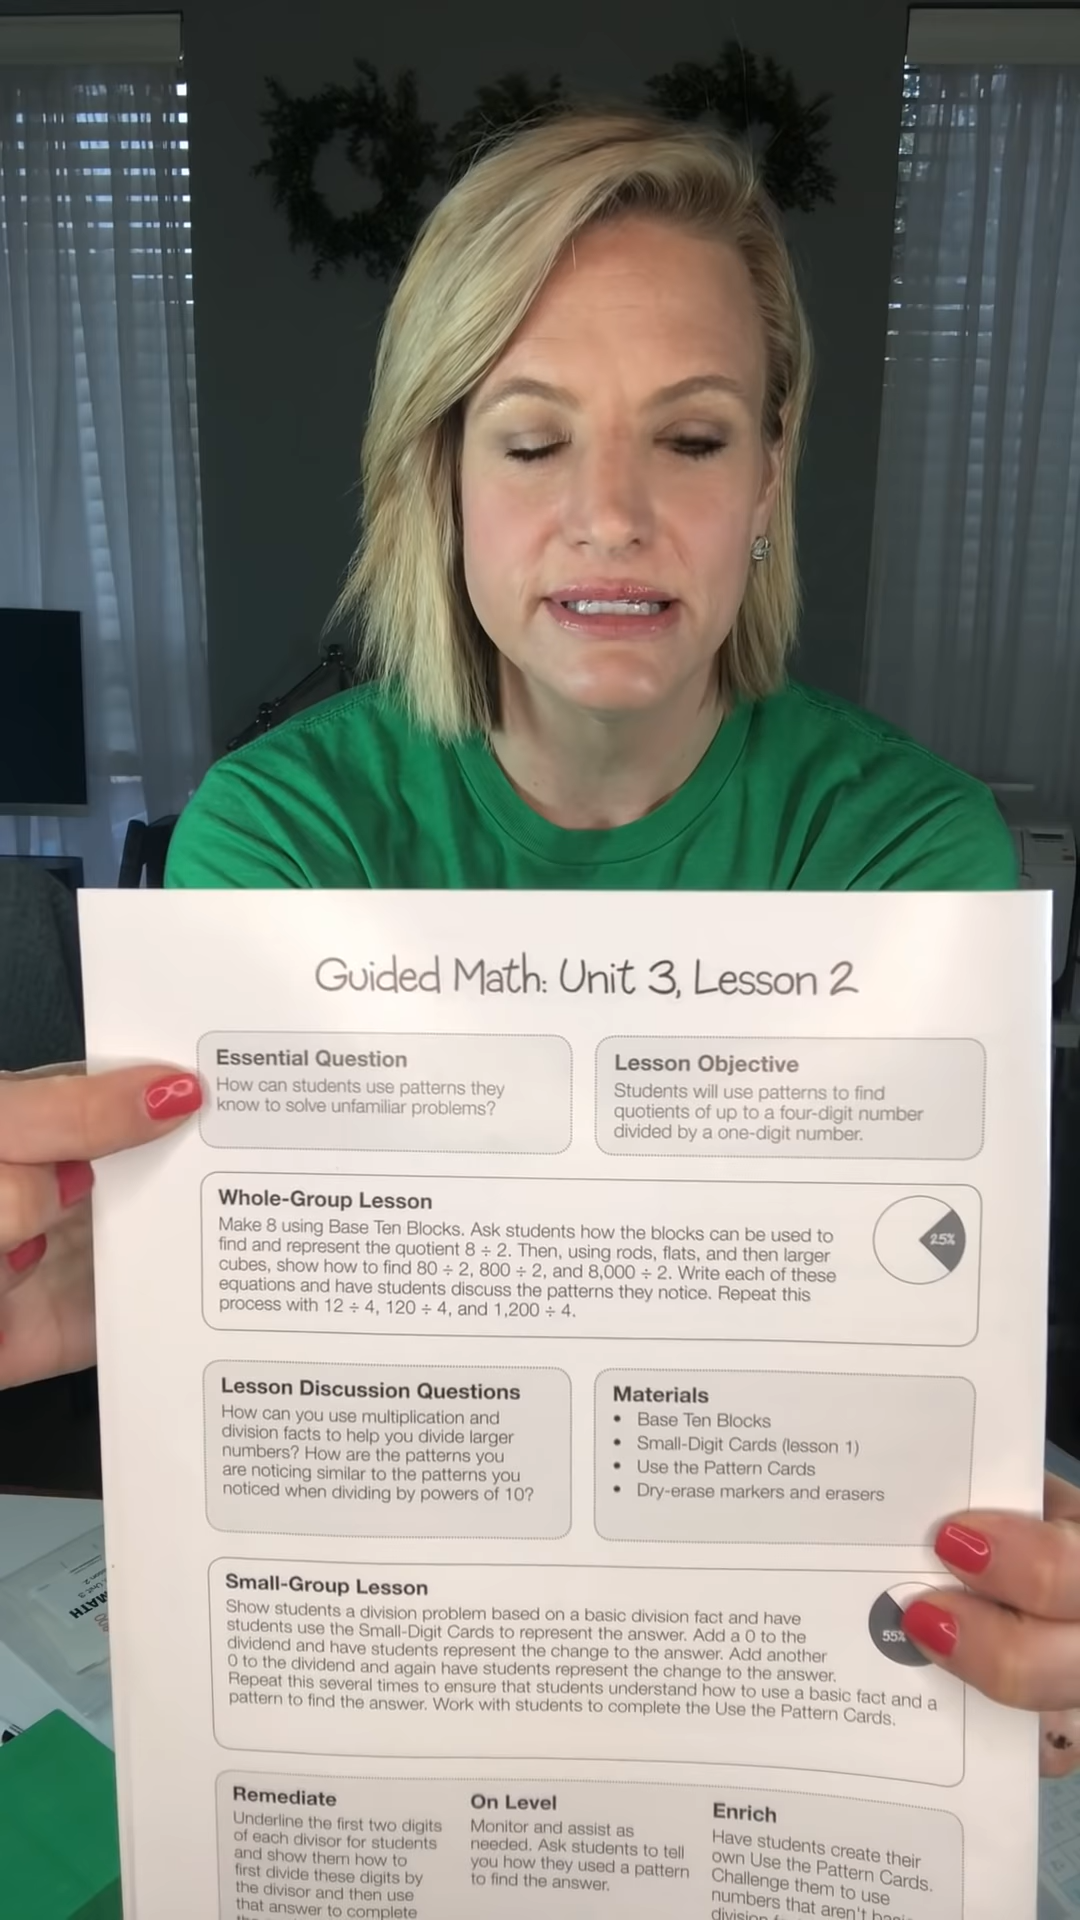 Guided Math: Unit 3, Lesson 2
Essential Question
How can students use patterns they
know to solve unfamiliar problems?
Lesson Objective
Students will use patterns to find
quotients of up to a four-digit number
divided by a one-digit number.
Whole-Group Lesson
Make 8 using Base Ten Blocks. Ask students how the blocks can be used to
find and represent the quotient 8 ÷ 2. Then, using rods, flats, and then larger
cubes, show how to find 80 ÷ 2, 800 ÷ 2, and 8,000 ÷ 2. Write each of these
equations and have students discuss the patterns they notice. Repeat this
process with 12 ÷ 4, 120 ÷ 4, and 1,200 ÷ 4.
25%
Lesson Discussion Questions
How can you use multiplication and
division facts to help you divide larger
numbers? How are the patterns you
are noticing similar to the patterns you
noticed when dividing by powers of 10?
Materials
• Base Ten Blocks
• Small-Digit Cards (lesson 1)
• Use the Pattern Cards
• Dry-erase markers and erasers
Small-Group Lesson
Show students a division problem based on a basic division fact and have
students use the Small-Digit Cards to represent the answer. Add a 0 to the
dividend and have students represent the change to the answer. Add another
0 to the dividend and again have students represent the change to the answer.
Repeat this several times to ensure that students understand how to use a basic fact and a
pattern to find the answer. Work with students to complete the Use the Pattern Cards.
55%
Remediate
Underline the first two digits
of each divisor for students
and show them how to
first divide these digits by
the divisor and then use
that answer to complete
On Level
Monitor and assist as
needed. Ask students to tell
you how they used a pattern
to find the answer.
Enrich
Have students create their
own Use the Pattern Cards.
Challenge them to use
numbers that aren't
division
MATH